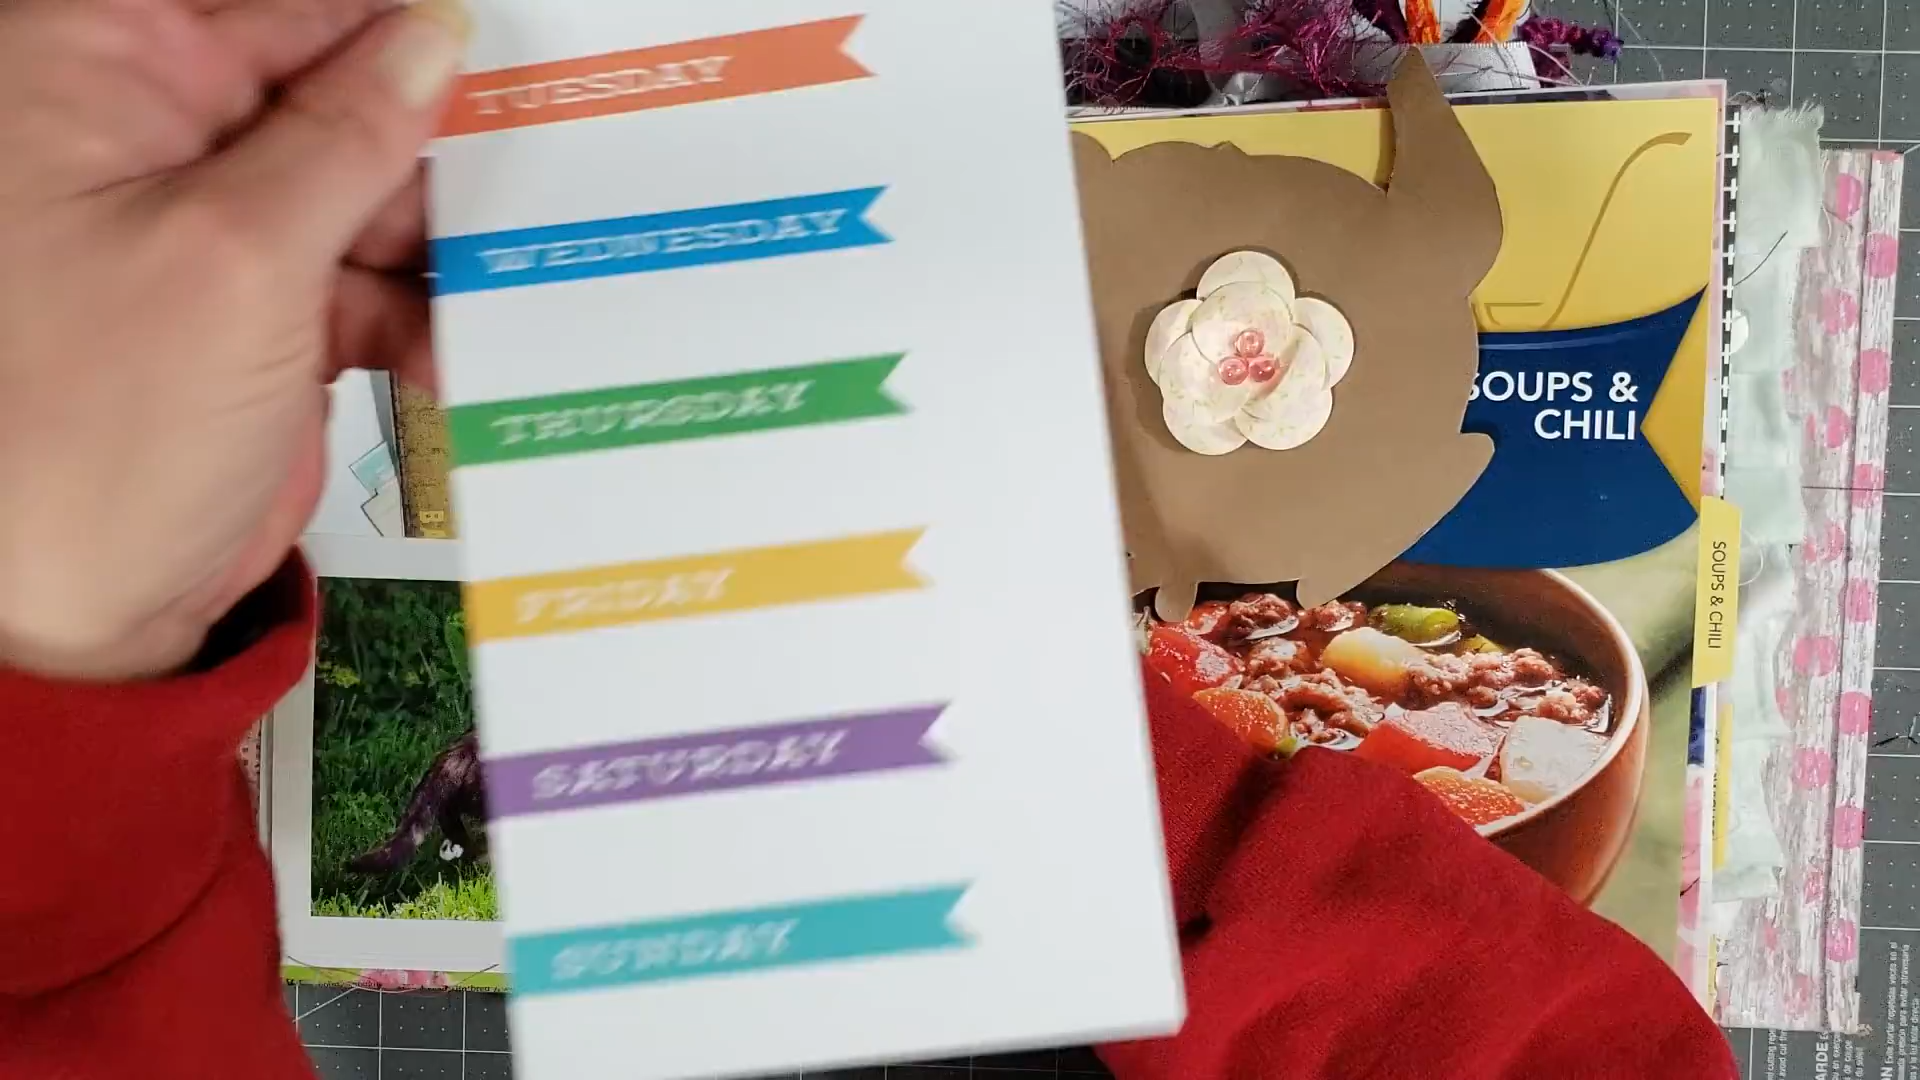 TUESDAY
WEDNESDAY
THURSDAY
FRIDAY
SATURDAY
SUNDAY
SOUPS &
CHILI
SOUPS & CHILI